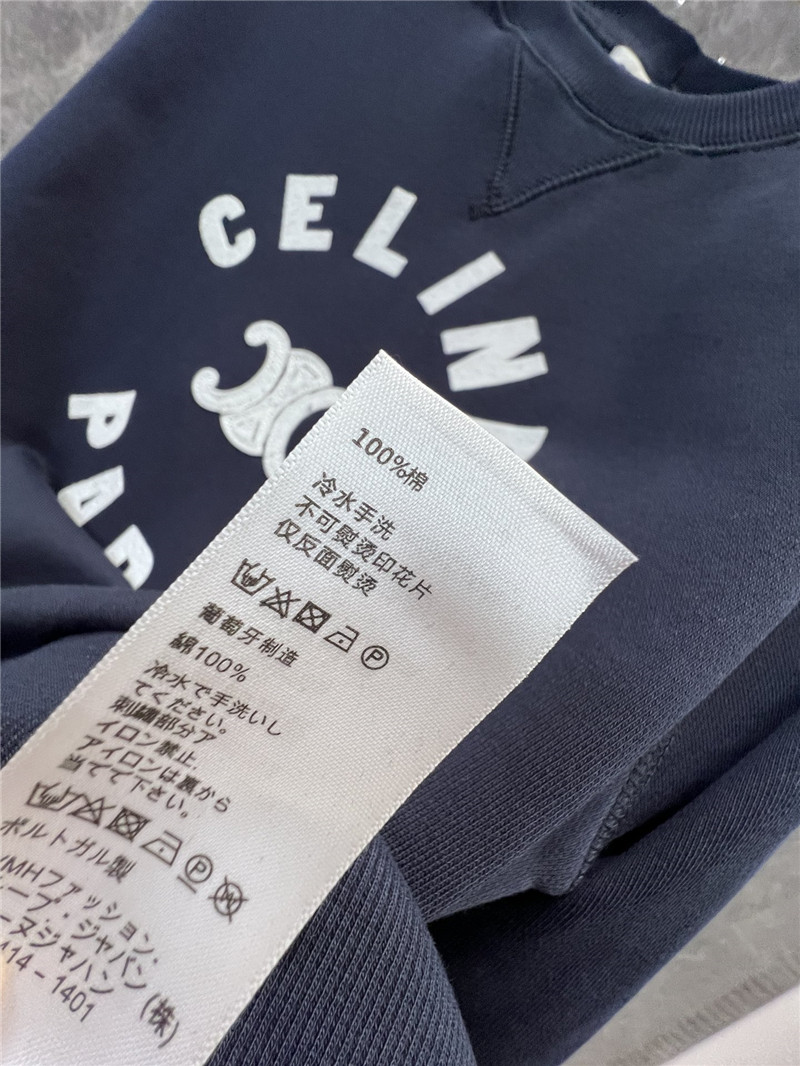 CELIN
PAR
100%棉
冷水手洗
不可熨烫印花片
仅反面熨烫
P
葡萄牙制造
綿100%
冷水で手洗いし
てください。
刺繍部分ア
イロン禁止.
アイロンは裏から
当てて下さい。
P
W
ポルトガル製
VMHファッション.
ループ・ジャパン
ーヌジャハン (株)
414-1401